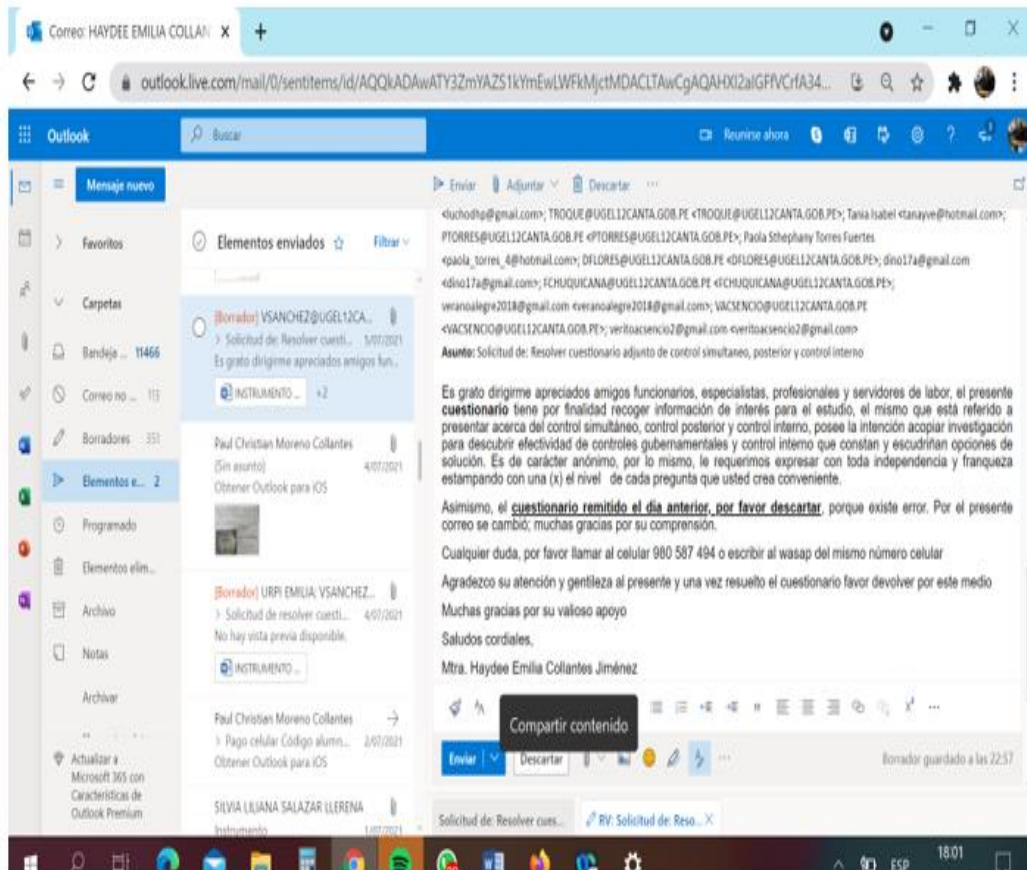 Correo: HAYDEE EMILIA COLLAN
outlook.live.com/mail/0/sentitems/id/
Outlook
Buscar
Reunirse ahora
Mensaje nuevo
Enviar Adjuntar Descartar ...
Favoritos
Carpetas
Bandeja ... 11466
Correo no ... 113
Borradores 351
Elementos e... 2
Programado
Elementos elim...
Archivo
Notas
Archivar
Actualizar a
Microsoft 365 con
Características de
Outlook Premium
Elementos enviados
Filtrar
[Borrador] VSANCHEZ@UGEL12CA...
> Solicitud de: Resolver cuesti... 5/07/2021
Es grato dirigirme apreciados amigos fun...
INSTRUMENTO ... +2
Paul Christian Moreno Collantes
(Sin asunto) 4/07/2021
Obtener Outlook para iOS
[Borrador] URPI EMILIA; VSANCHEZ...
> Solicitud de resolver cuesti... 4/07/2021
No hay vista previa disponible.
INSTRUMENTO ...
Paul Christian Moreno Collantes
> Pago celular Código alumn... 2/07/2021
Obtener Outlook para iOS
SILVIA LILIANA SALAZAR LLERENA
Instrumento 1/07/2021
<luchodhp@gmail.com>; TROQUE@UGEL12CANTA.GOB.PE <TROQUE@UGEL12CANTA.GOB.PE>; Tania Isabel <tanayve@hotmail.com>;
PTORRES@UGEL12CANTA.GOB.PE <PTORRES@UGEL12CANTA.GOB.PE>; Paola Sthephany Torres Fuertes
<paola_torres_4@hotmail.com>; DFLORES@UGEL12CANTA.GOB.PE <DFLORES@UGEL12CANTA.GOB.PE>; dino17a@gmail.com
<dino17a@gmail.com>; FCHUQUICANA@UGEL12CANTA.GOB.PE <FCHUQUICANA@UGEL12CANTA.GOB.PE>;
veranoalegre2018@gmail.com <veranoalegre2018@gmail.com>; VACSENCIO@UGEL12CANTA.GOB.PE
<VACSENCIO@UGEL12CANTA.GOB.PE>; veritoacsencio2@gmail.com <veritoacsencio2@gmail.com>
Asunto: Solicitud de: Resolver cuestionario adjunto de control simultaneo, posterior y control interno
Es grato dirigirme apreciados amigos funcionarios, especialistas, profesionales y servidores de labor, el presente
cuestionario tiene por finalidad recoger información de interés para el estudio, el mismo que está referido a
presentar acerca del control simultáneo, control posterior y control interno, posee la intención acopiar investigación
para descubrir efectividad de controles gubernamentales y control interno que constan y escudriñan opciones de
solución. Es de carácter anónimo, por lo mismo, le requerimos expresar con toda independencia y franqueza
estampando con una (x) el nivel de cada pregunta que usted crea conveniente.
Asimismo, el cuestionario remitido el día anterior, por favor descartar, porque existe error. Por el presente
correo se cambió; muchas gracias por su comprensión.
Cualquier duda, por favor llamar al celular 980 587 494 o escribir al wasap del mismo número celular
Agradezco su atención y gentileza al presente y una vez resuelto el cuestionario favor devolver por este medio
Muchas gracias por su valioso apoyo
Saludos cordiales,
Mtra. Haydee Emilia Collantes Jiménez
Compartir contenido
Enviar Descartar
Borrador guardado a las 22:57
Solicitud de: Resolver cues...
RV: Solicitud de: Reso...
ESP 18:01